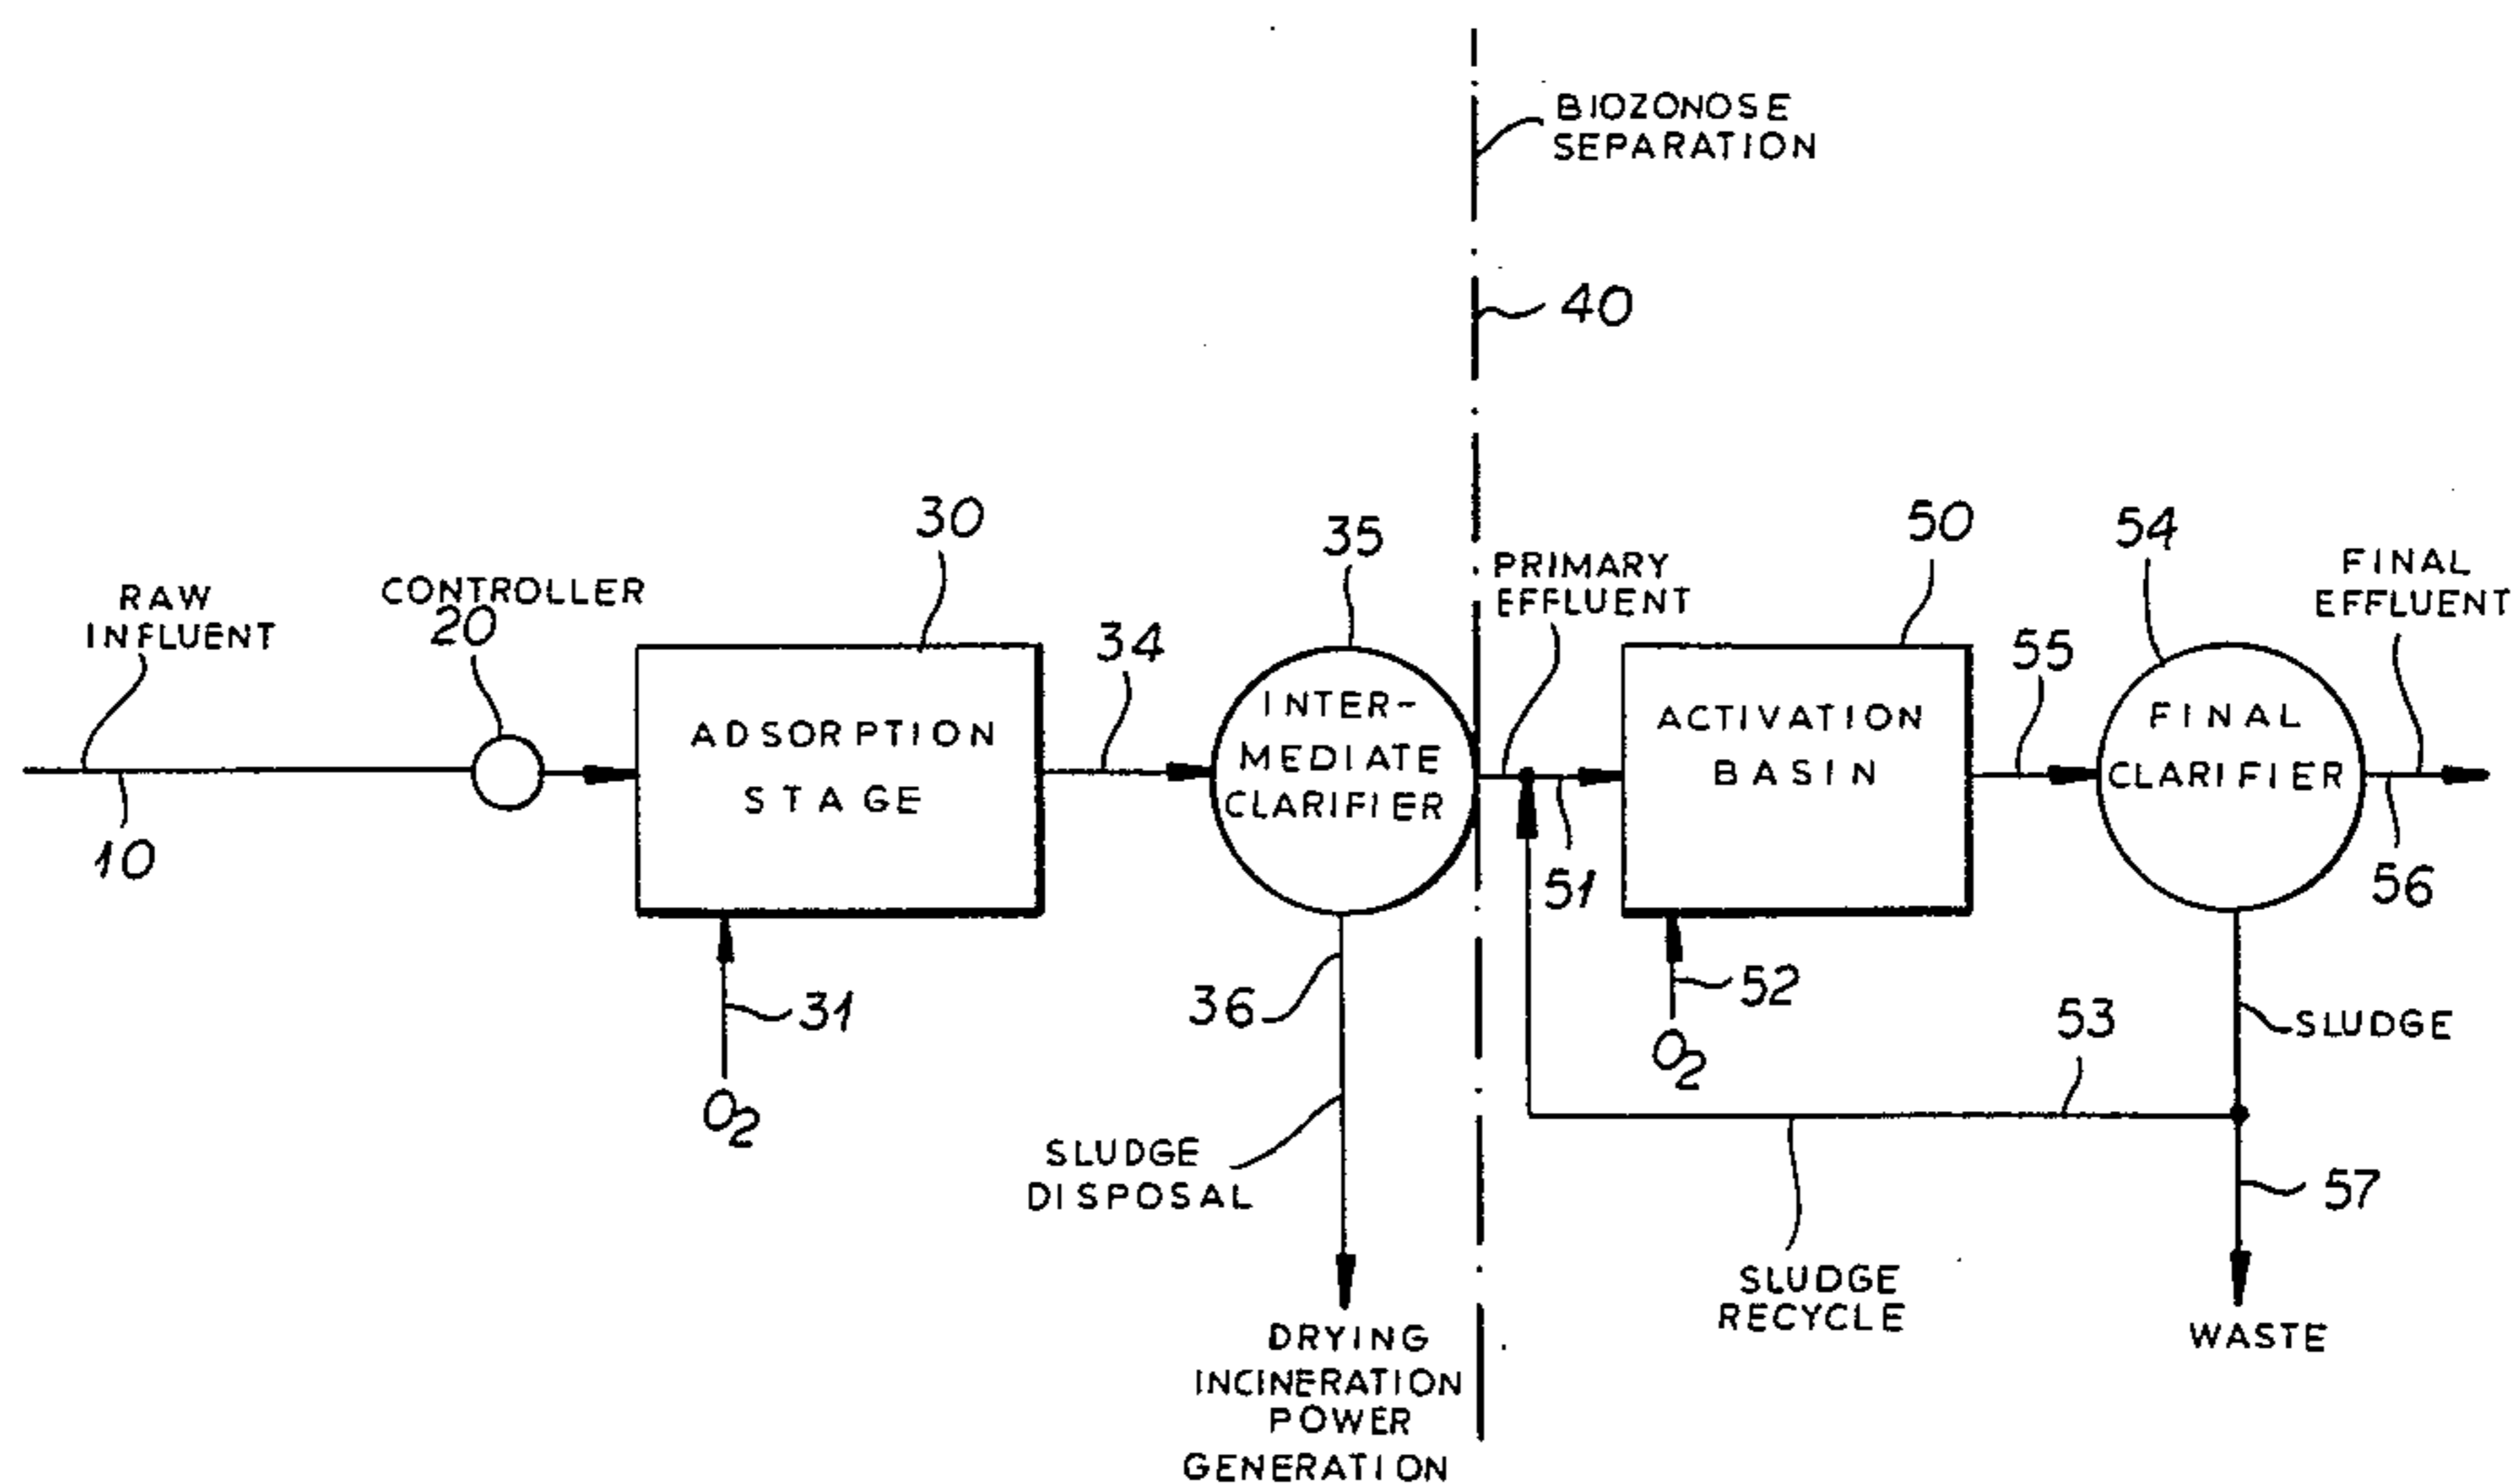 BIOZONOSE
SEPARATION
40
RAW
INFLUENT
10
CONTROLLER
20
30
ADSORPTION
STAGE
31
O2
34
35
INTER-
MEDIATE
CLARIFIER
36
SLUDGE
DISPOSAL
DRYING
INCINERATION
POWER
GENERATION
PRIMARY
EFFLUENT
51
50
ACTIVATION
BASIN
52
O2
55
54
FINAL
CLARIFIER
FINAL
EFFLUENT
56
SLUDGE
53
SLUDGE
RECYCLE
57
WASTE